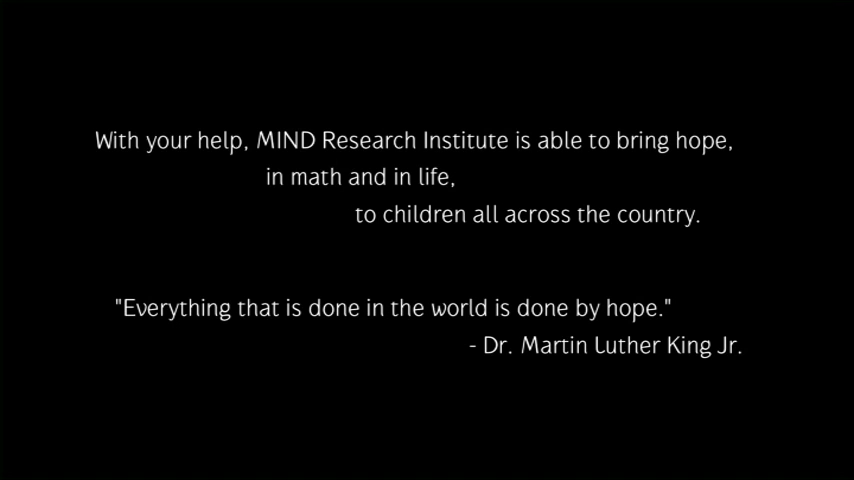 With your help, MIND Research Institute is able to bring hope,
in math and in life,
to children all across the country.
"Everything that is done in the world is done by hope."
- Dr. Martin Luther King Jr.